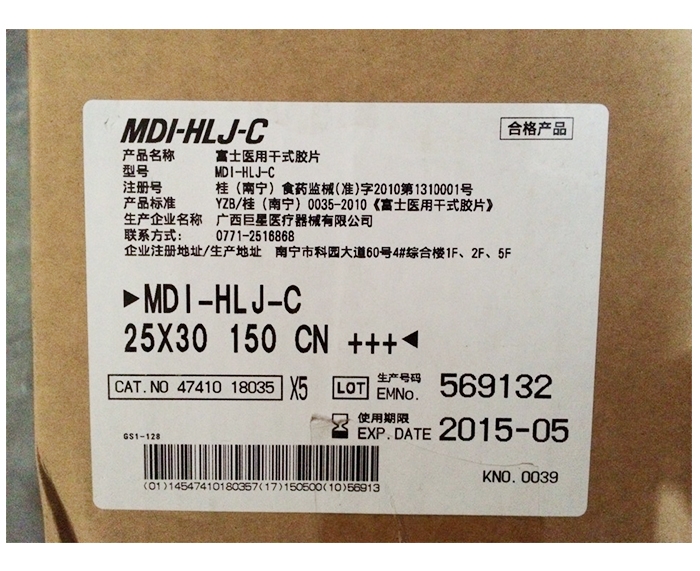 MDI-HLJ-C
合格产品
产品名称 富士医用干式胶片
型号 MDI-HLJ-C
注册号 桂（南宁）食药监械(准)字2010第1310001号
产品标准 YZB/桂（南宁）0035-2010《富士医用干式胶片》
生产企业名称 广西巨星医疗器械有限公司
联系方式: 0771-2516868
企业注册地址/生产地址 南宁市科园大道60号4#综合楼1F、2F、5F
▶MDI-HLJ-C
25X30 150 CN +++◀
CAT.NO 47410 18035 X5
LOT 生产号码 EMNo. 569132
使用期限 EXP.DATE 2015-05
GS1-128
(01)14547410180357(17)150500(10)56913
KNO. 0039